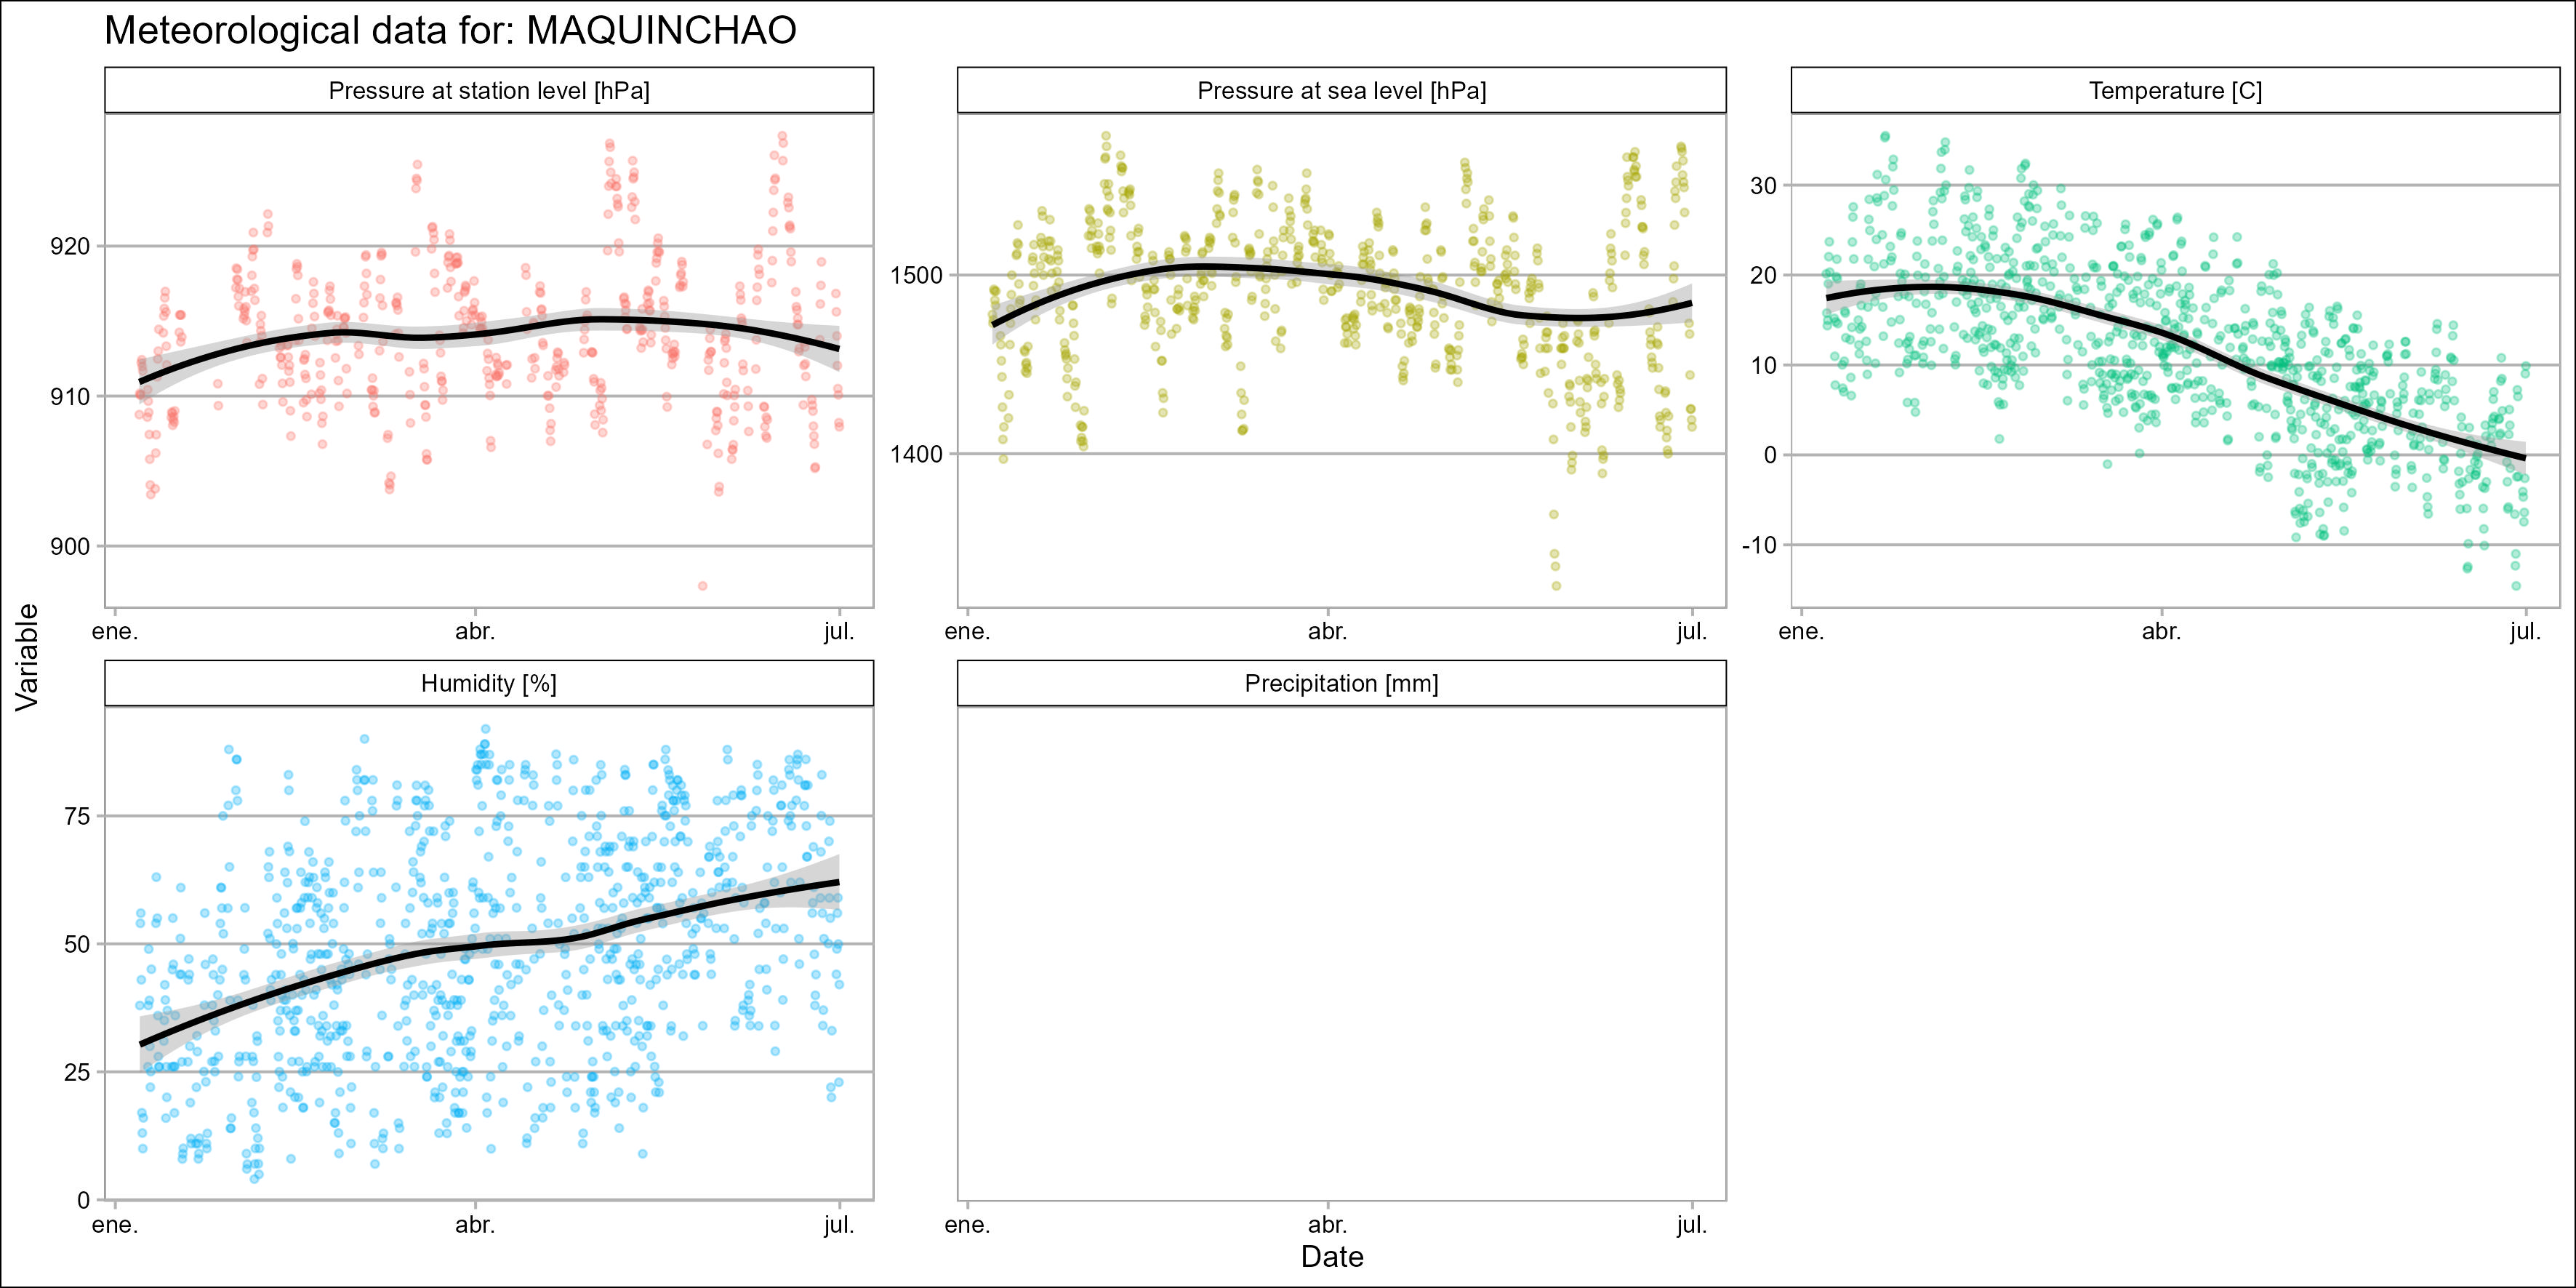 Meteorological data for: MAQUINCHAO
Pressure at station level [hPa]
Pressure at sea level [hPa]
Temperature [C]
920
910
900
1500
1400
30
20
10
0
-10
ene.
abr.
jul.
ene.
abr.
jul.
ene.
abr.
jul.
Variable
Humidity [%]
Precipitation [mm]
75
50
25
0
ene.
abr.
jul.
ene.
abr.
jul.
Date